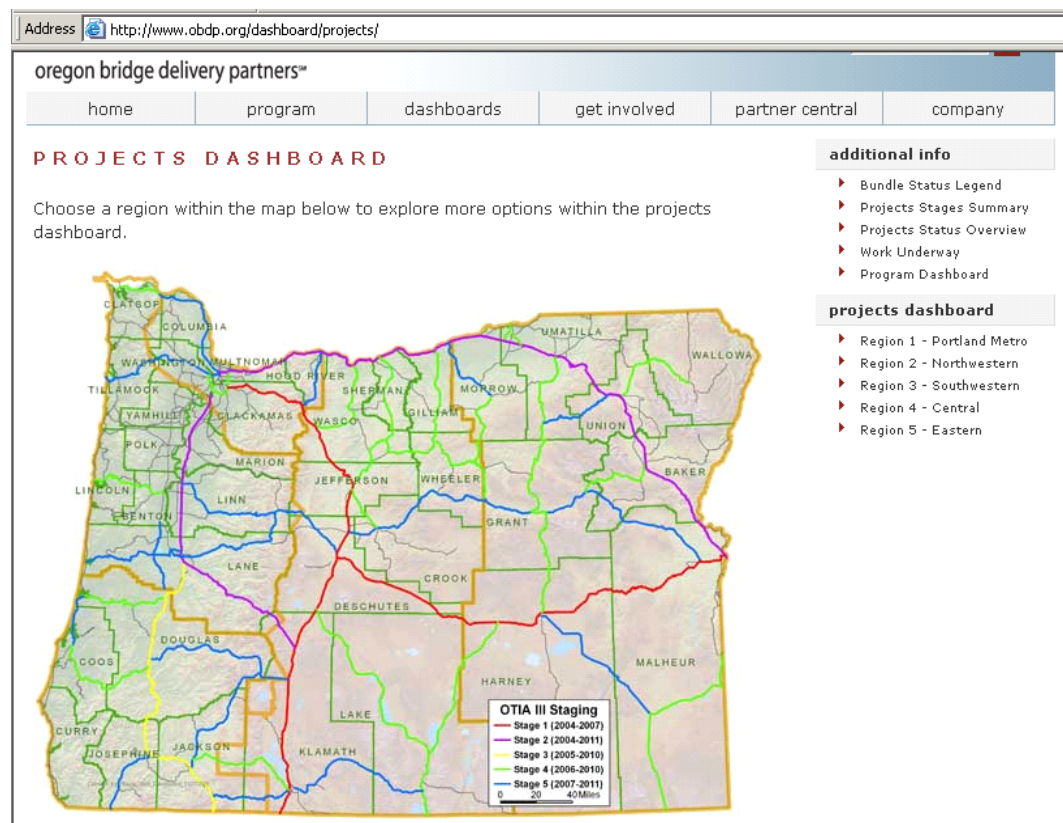 Address http://www.obdp.org/dashboard/projects/
oregon bridge delivery partners℠
home program dashboards get involved partner central company
PROJECTS DASHBOARD
Choose a region within the map below to explore more options within the projects
dashboard.
additional info
Bundle Status Legend
Projects Stages Summary
Projects Status Overview
Work Underway
Program Dashboard
projects dashboard
Region 1 - Portland Metro
Region 2 - Northwestern
Region 3 - Southwestern
Region 4 - Central
Region 5 - Eastern
CLATSOP
COLUMBIA
UMATILLA
WALLOWA
WASHINGTON MULTNOMAH
HOOD RIVER
TILLAMOOK
SHERMAN
MORROW
YAMHILL
CLACKAMAS
WASCO
GILLIAM
UNION
POLK
MARION
JEFFERSON
WHEELER
BAKER
LINCOLN
LINN
BENTON
GRANT
LANE
CROOK
DESCHUTES
DOUGLAS
COOS
MALHEUR
HARNEY
LAKE
CURRY
JOSEPHINE
JACKSON
KLAMATH
OTIA III Staging
Stage 1 (2004-2007)
Stage 2 (2004-2011)
Stage 3 (2005-2010)
Stage 4 (2006-2010)
Stage 5 (2007-2011)
0 20 40 Miles